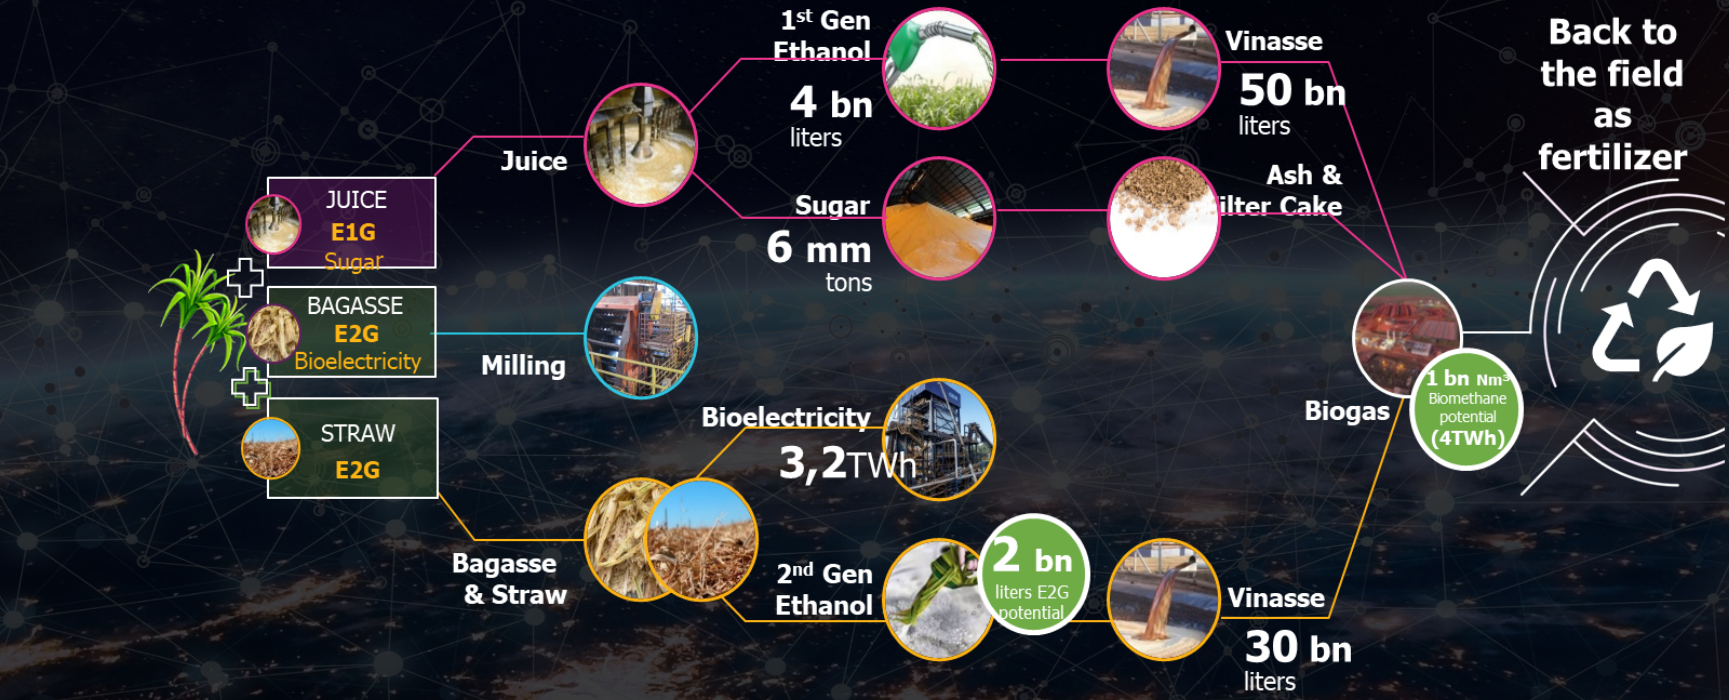 JUICE
E1G
Sugar
BAGASSE
E2G
Bioelectricity
STRAW
E2G
Juice
Milling
Bagasse
& Straw
1st Gen
Ethanol
4 bn
liters
Sugar
6 mm
tons
Bioelectricity
3,2TWh
2nd Gen
Ethanol
2 bn
liters E2G
potential
Vinasse
50 bn
liters
Ash &
ilter Cake
Vinasse
30 bn
liters
Biogas
1 bn Nm³
Biomethane
potential
(4TWh)
Back to
the field
as
fertilizer